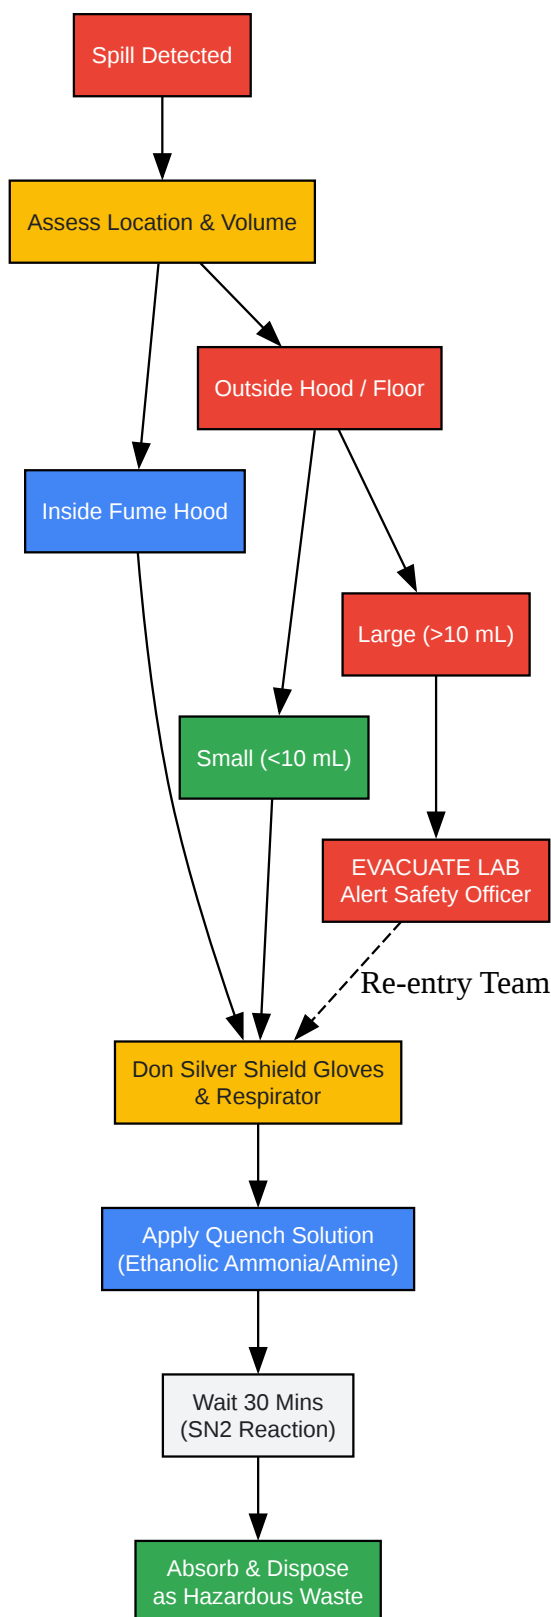 Spill Detected
Assess Location & Volume
Outside Hood / Floor
Inside Fume Hood
Large (>10 mL)
Small (<10 mL)
EVACUATE LAB
Alert Safety Officer
Re-entry Team
Don Silver Shield Gloves
& Respirator
Apply Quench Solution
(Ethanolic Ammonia/Amine)
Wait 30 Mins
(SN2 Reaction)
Absorb & Dispose
as Hazardous Waste